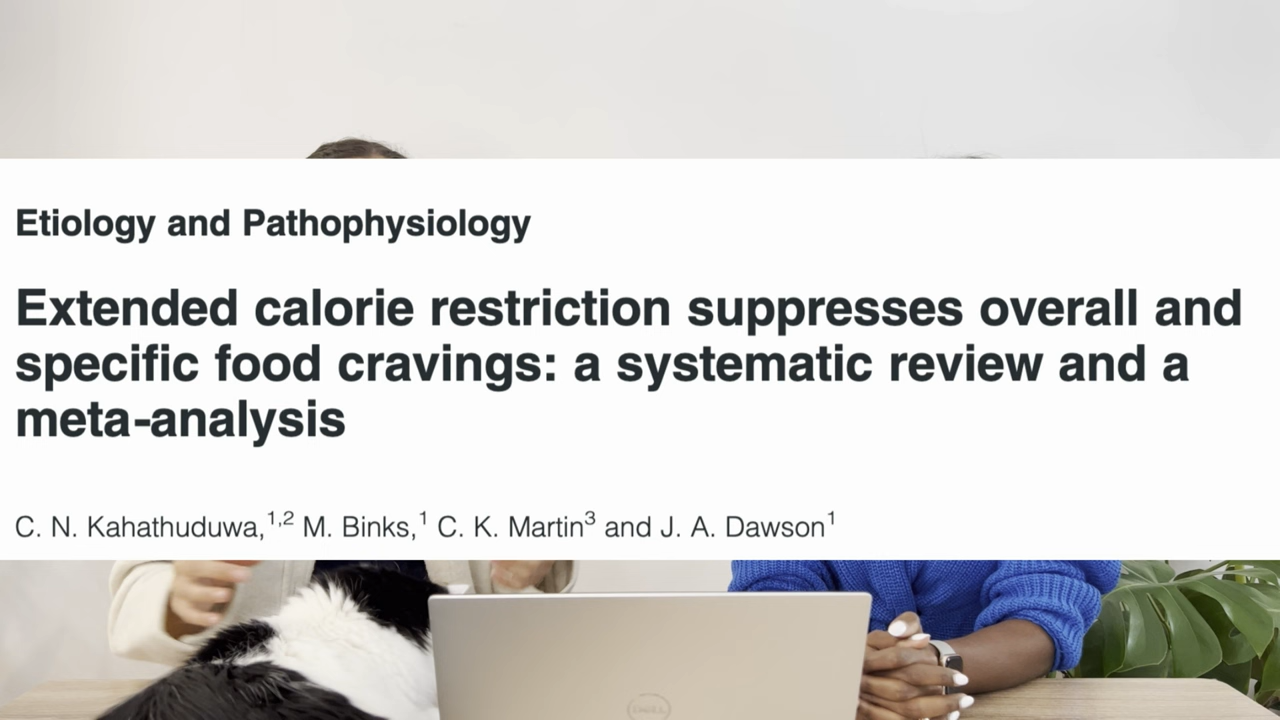 Etiology and Pathophysiology
Extended calorie restriction suppresses overall and
specific food cravings: a systematic review and a
meta-analysis
C. N. Kahathuduwa,1,2 M. Binks,1 C. K. Martin3 and J. A. Dawson1
DELL